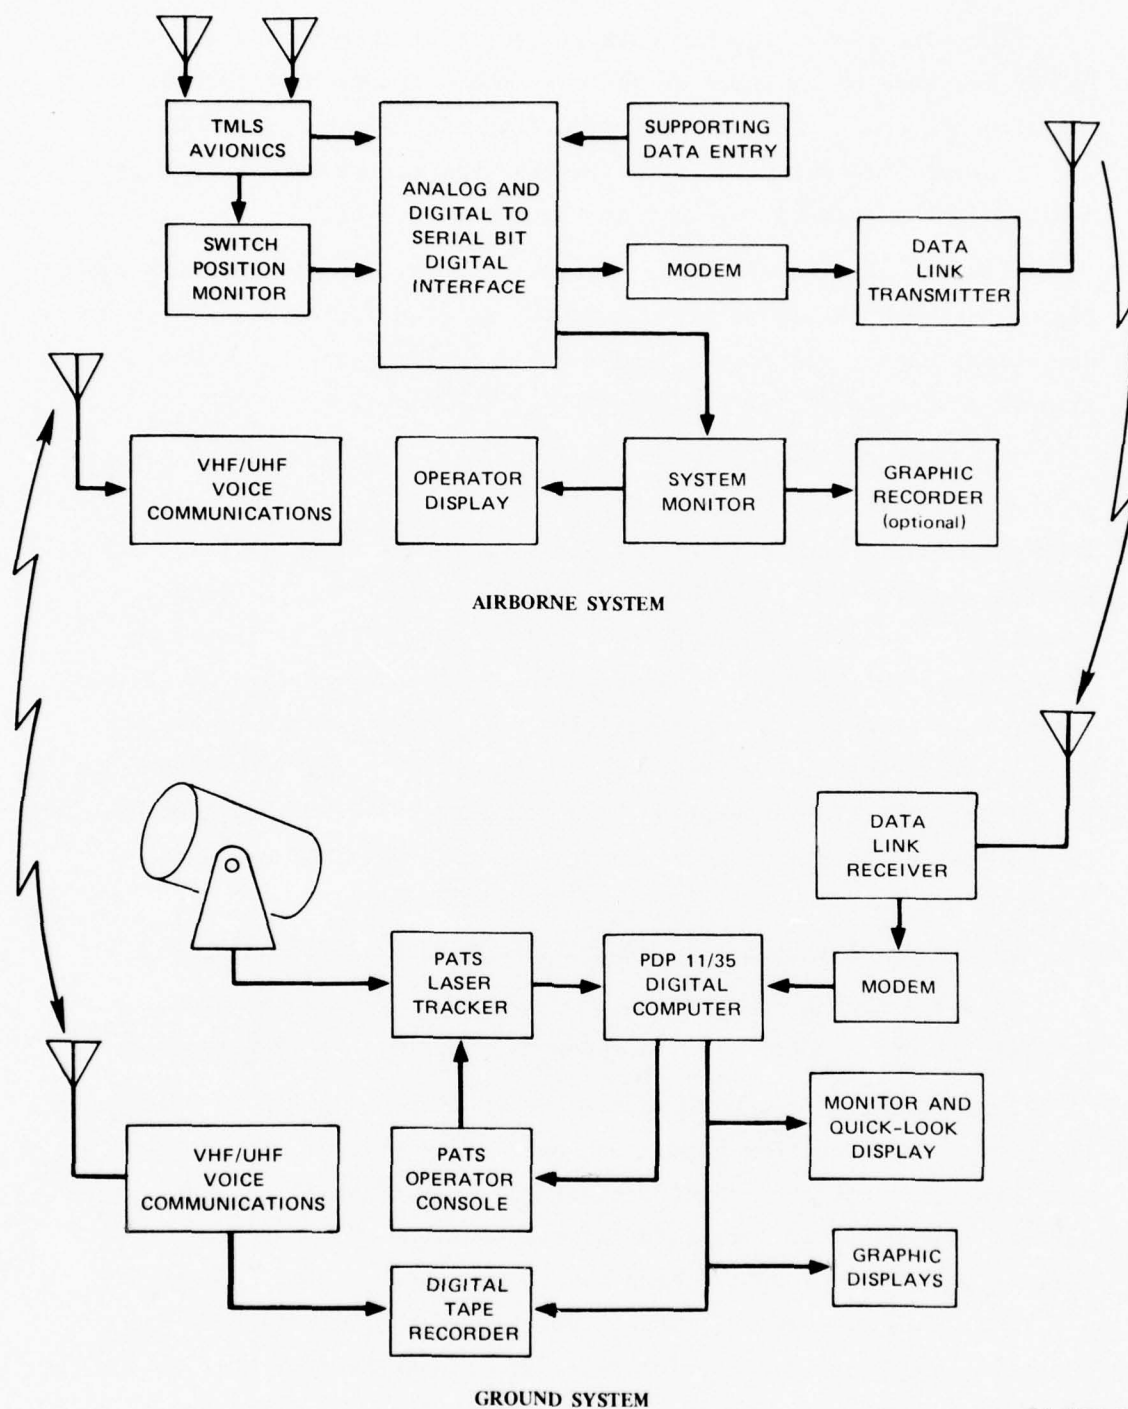 TMLS
AVIONICS
SUPPORTING
DATA ENTRY
ANALOG AND
DIGITAL TO
SERIAL BIT
DIGITAL
INTERFACE
SWITCH
POSITION
MONITOR
MODEM
DATA
LINK
TRANSMITTER
VHF/UHF
VOICE
COMMUNICATIONS
OPERATOR
DISPLAY
SYSTEM
MONITOR
GRAPHIC
RECORDER
(optional)
AIRBORNE SYSTEM
DATA
LINK
RECEIVER
PATS
LASER
TRACKER
PDP 11/35
DIGITAL
COMPUTER
MODEM
MONITOR AND
QUICK-LOOK
DISPLAY
VHF/UHF
VOICE
COMMUNICATIONS
PATS
OPERATOR
CONSOLE
GRAPHIC
DISPLAYS
DIGITAL
TAPE
RECORDER
GROUND SYSTEM